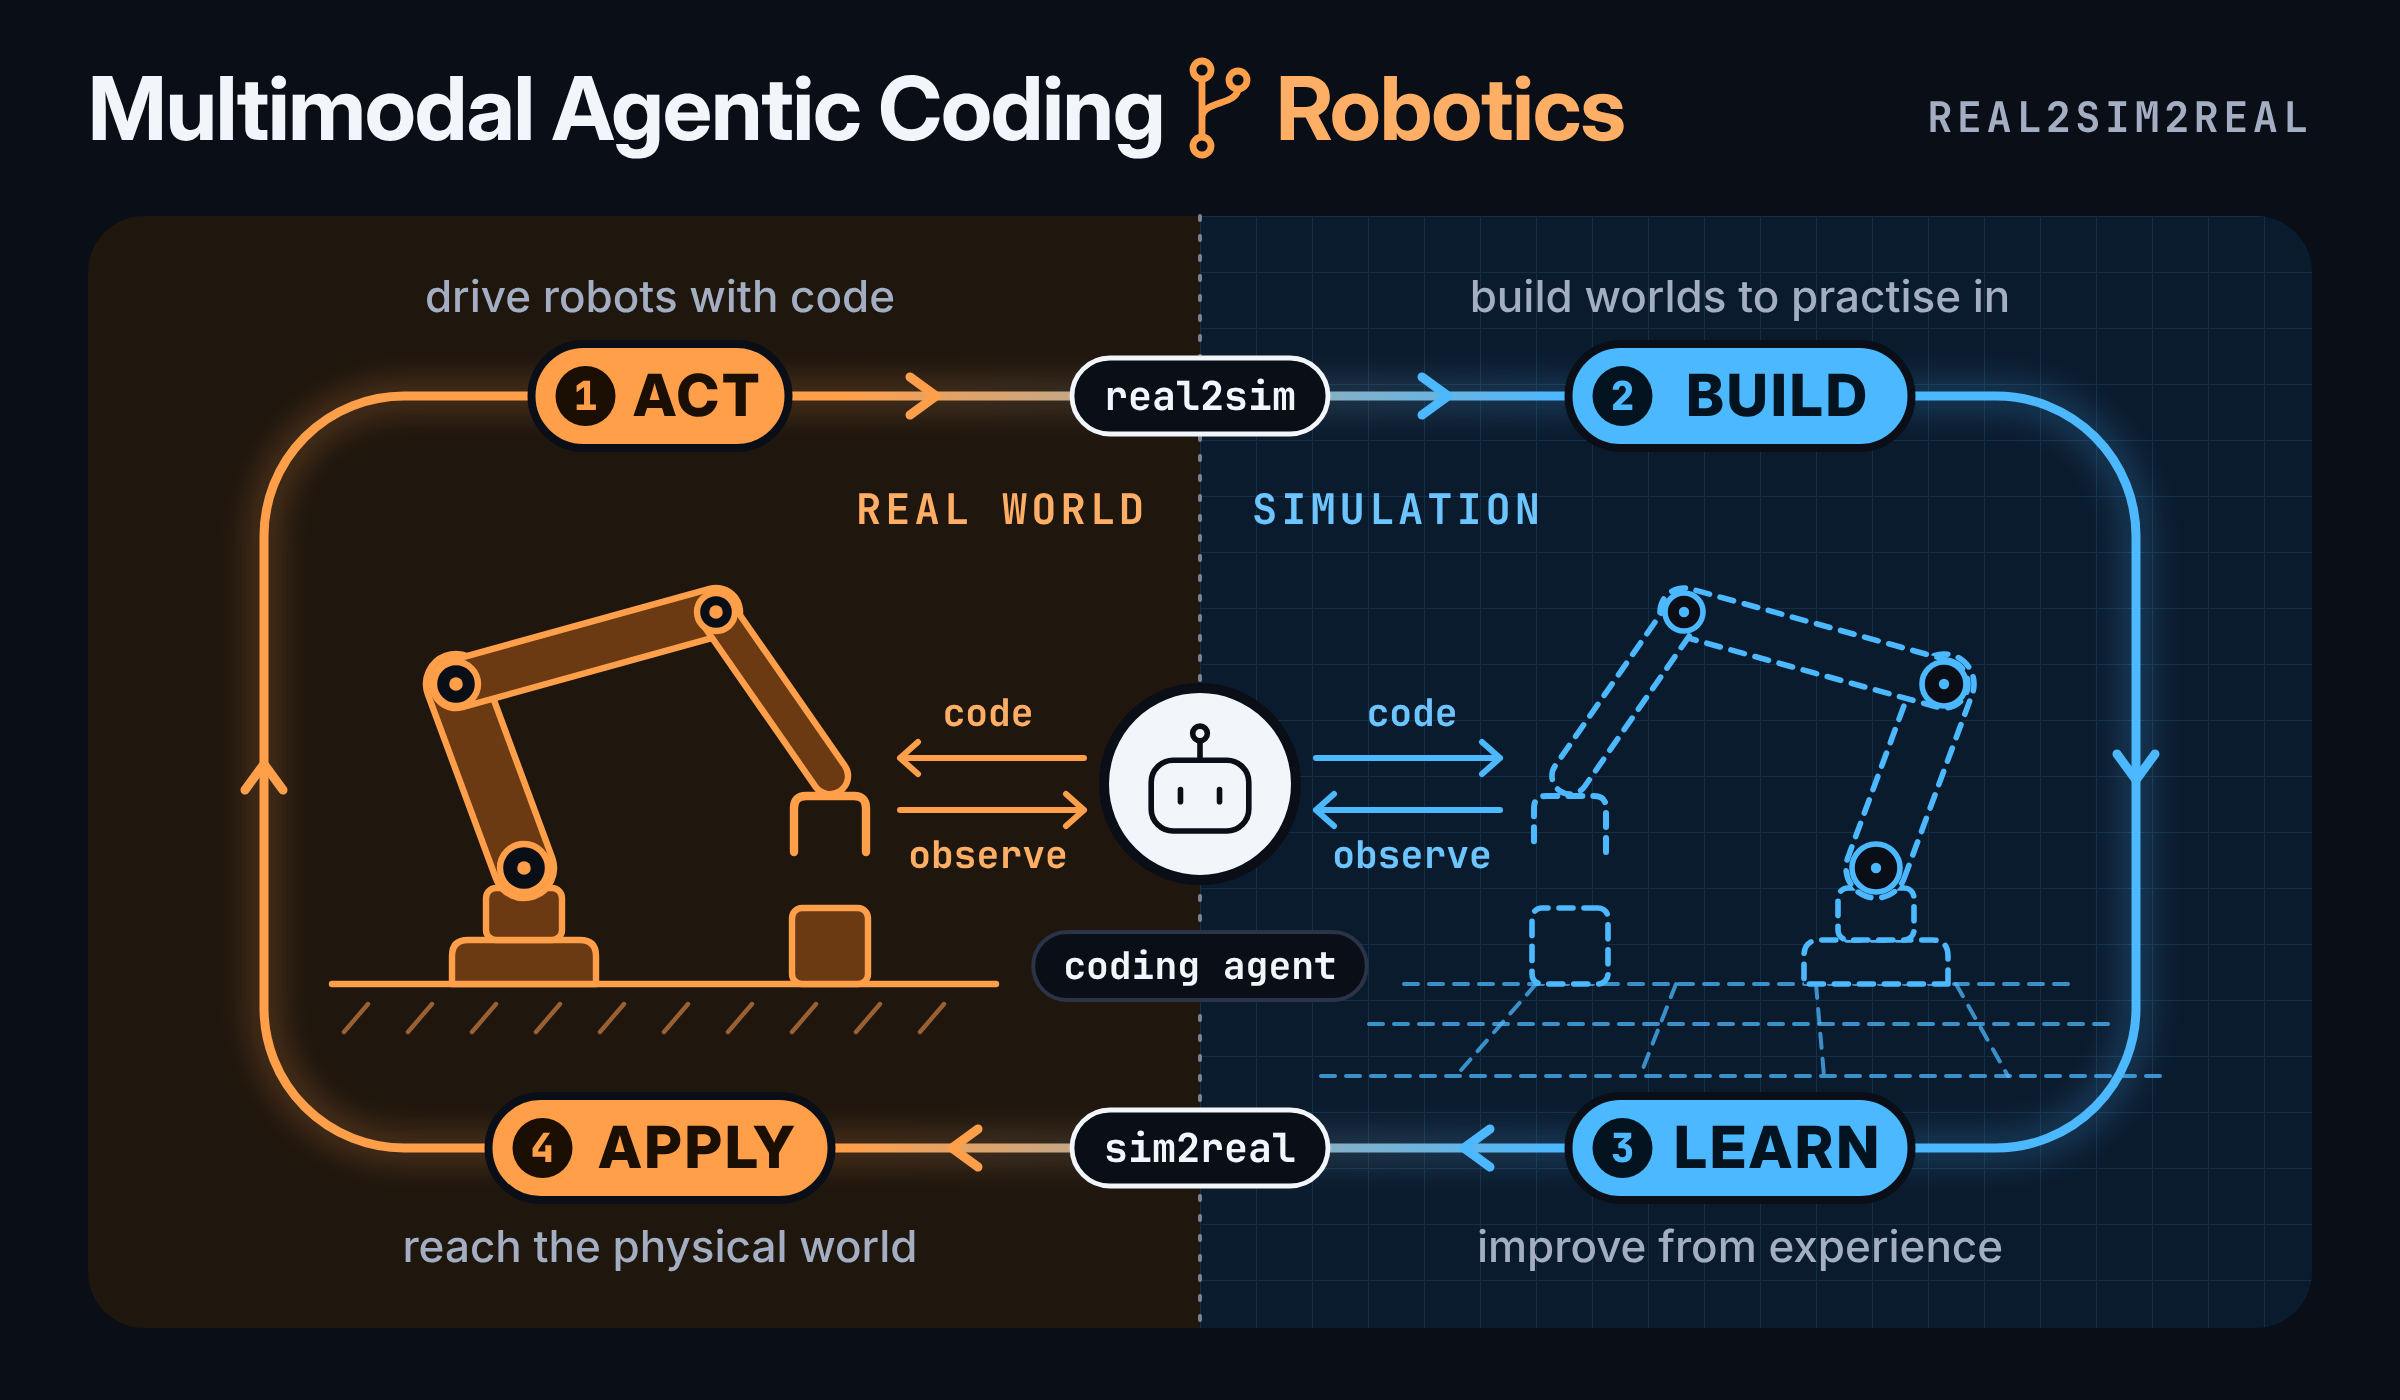 Multimodal Agentic Coding Robotics
REAL2SIM2REAL
drive robots with code
build worlds to practise in
1 ACT
real2sim
2 BUILD
REAL WORLD
SIMULATION
code
code
observe
observe
coding agent
4 APPLY
sim2real
3 LEARN
reach the physical world
improve from experience